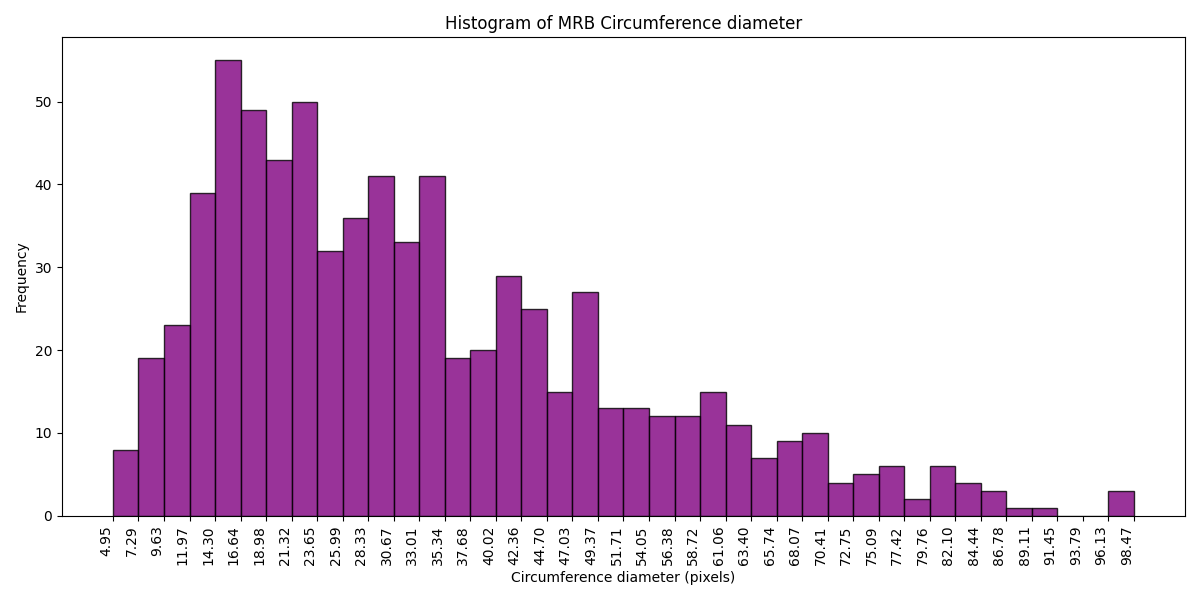 Histogram of MRB Circumference diameter
Frequency
50
40
30
20
10
0
4.95 7.29 9.63 11.97 14.30 16.64 18.98 21.32 23.65 25.99 28.33 30.67 33.01 35.34 37.68 40.02 42.36 44.70 47.03 49.37 51.71 54.05 56.38 58.72 61.06 63.40 65.74 68.07 70.41 72.75 75.09 77.42 79.76 82.10 84.44 86.78 89.11 91.45 93.79 96.13 98.47
Circumference diameter (pixels)